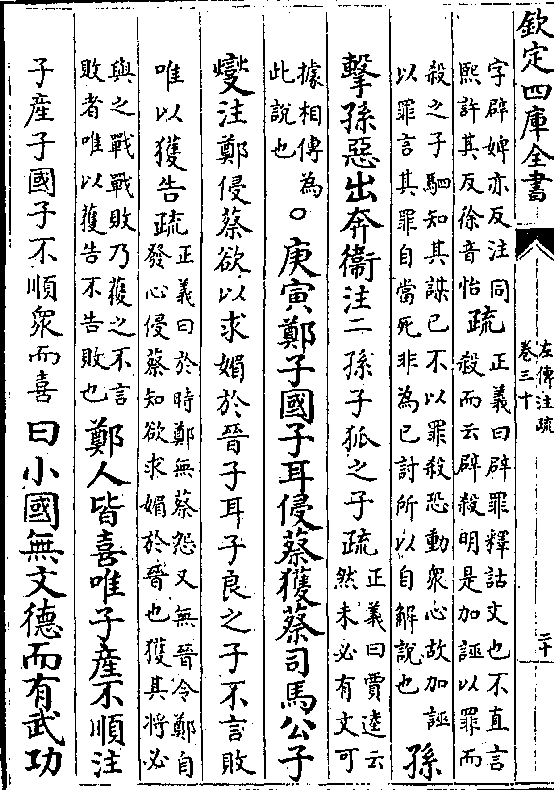 欽定四庫全書
左傳注疏
卷三十
二十
字辟婢亦反注同
熙許其反徐音怡
疏
正義曰辟罪釋詁文也不直言
殺而云辟殺明是加誣以罪而
殺之子駟知其謀已不以罪殺恐動衆心故加誣
以罪言其罪自當死非為已討所以自解說也
孫
擊孫惡出奔衞注二孫子狐之子疏
正義曰賈逵云
然未必有文可
據相傳為
此說也
○庚寅鄭子國子耳侵蔡獲蔡司馬公子
燮注鄭侵蔡欲以求媚於晉子耳子良之子不言敗
唯以獲告疏
正義曰於時鄭無蔡怨又無晉令鄭自
發心侵蔡知欲求媚於晉也獲其將必
與之戰戰敗乃獲之不言
敗者唯以獲告不告敗也
鄭人皆喜唯子產不順注
子產子國子不順衆而喜曰小國無文德而有武功